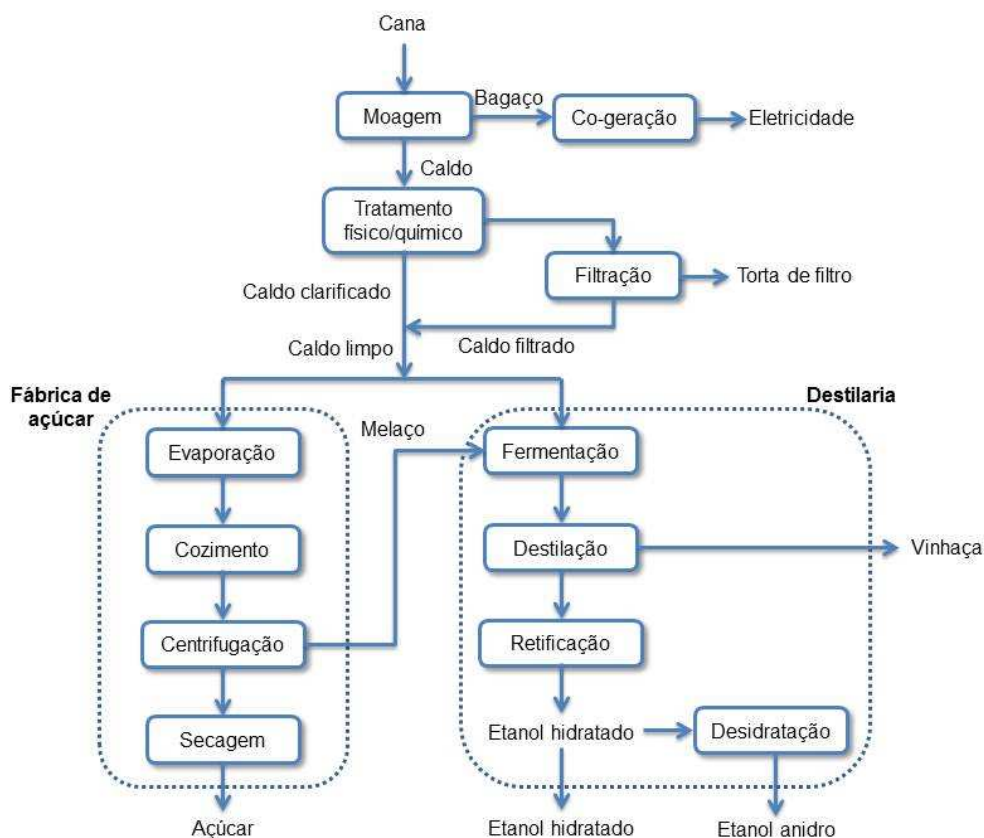 Cana
Bagaço
Moagem
Co-geração
Eletricidade
Caldo
Tratamento
físico/químico
Filtração
Torta de filtro
Caldo clarificado
Caldo limpo
Caldo filtrado
Fábrica de
açúcar
Destilaria
Melaço
Evaporação
Fermentação
Cozimento
Destilação
Vinhaça
Centrifugação
Retificação
Secagem
Etanol hidratado
Desidratação
Açúcar
Etanol hidratado
Etanol anidro